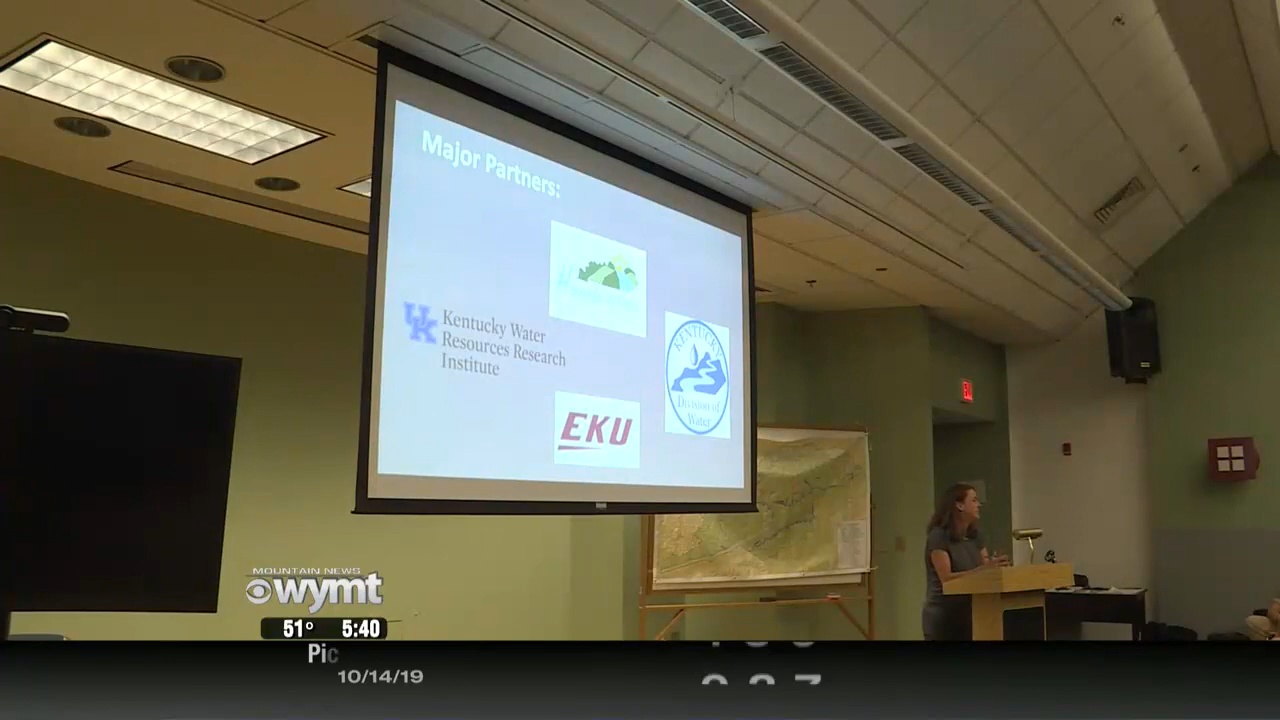 Major Partners:
UK
Kentucky Water
Resources Research
Institute
KENTUCKY
Division of
Water
EKU
MOUNTAIN NEWS
wymt
51° 5:40
Pic
10/14/19